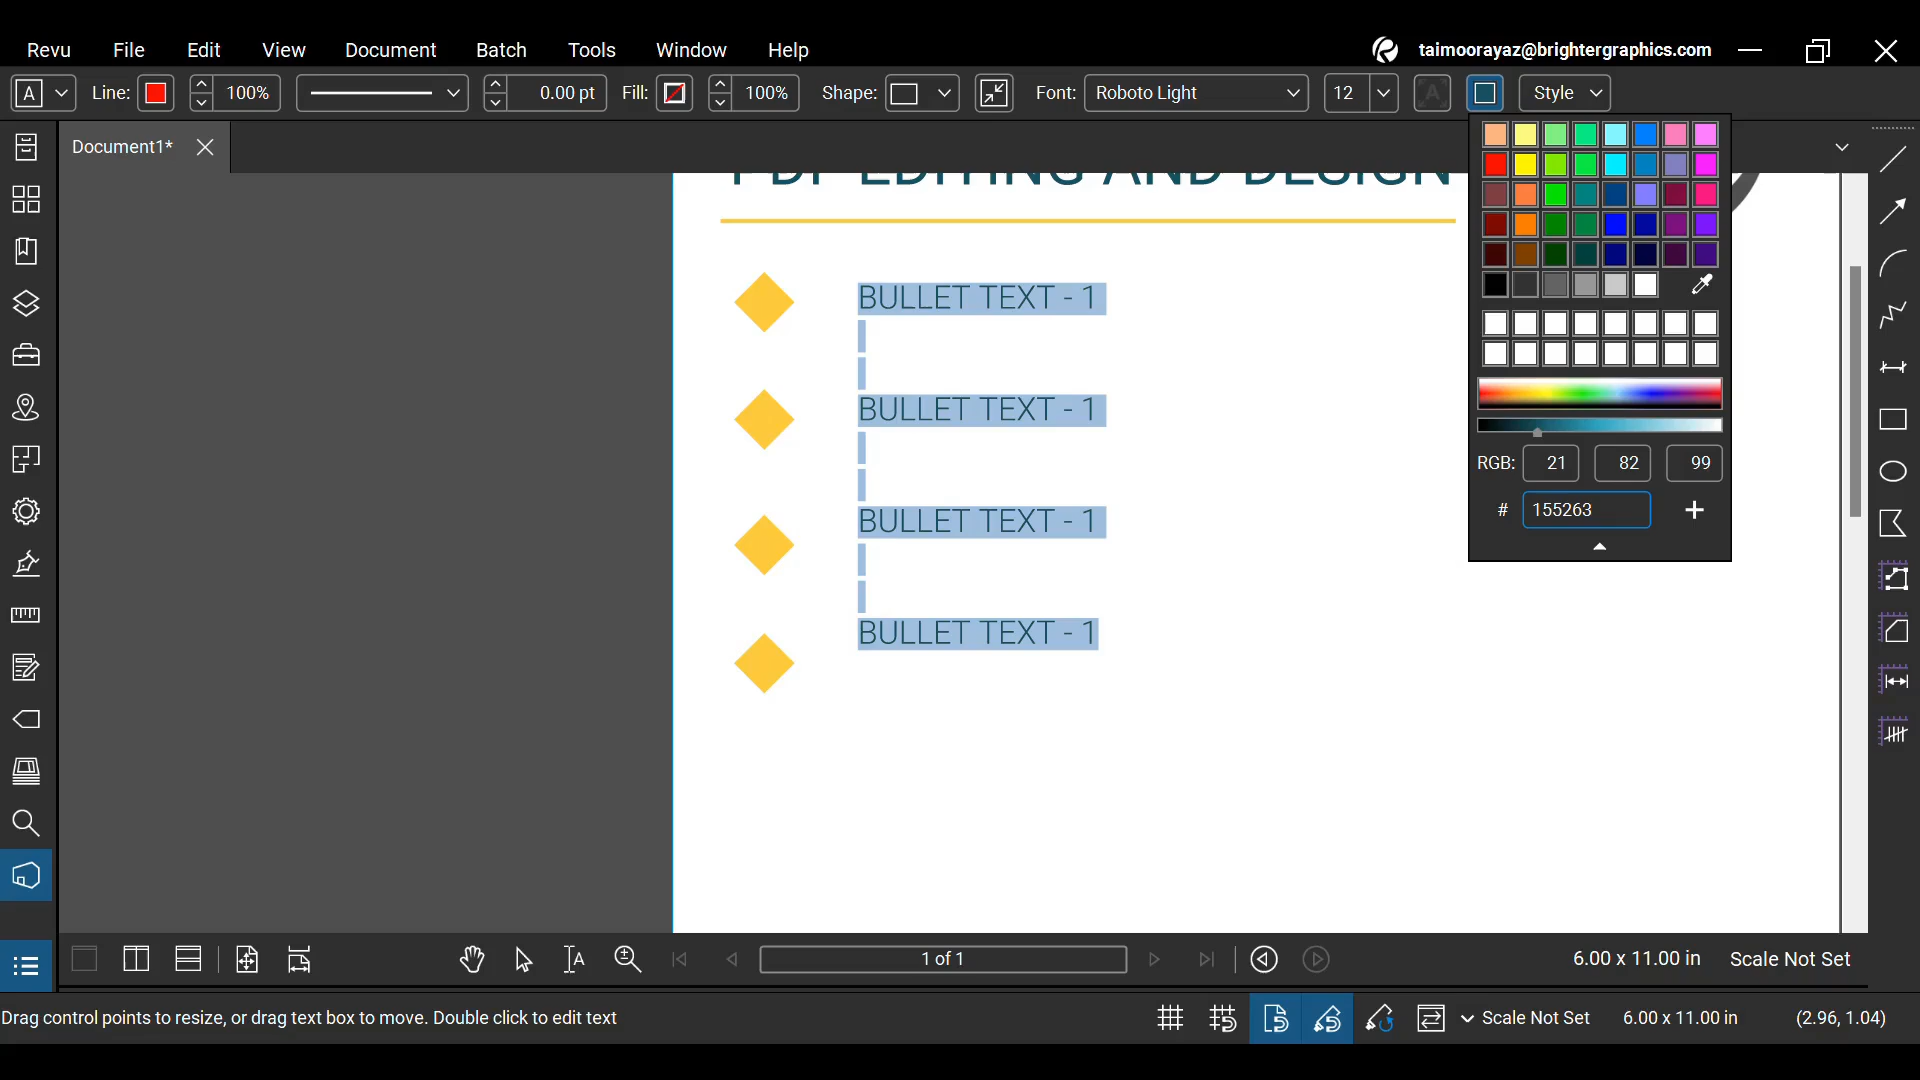 Revu File Edit View Document Batch Tools Window Help taimoorayaz@brightergraphics.com
A Line: 100% 0.00 pt Fill: 100% Shape: Font: Roboto Light 12 A Style
Document1*
PDF EDITING AND DESIGN
BULLET TEXT - 1
BULLET TEXT - 1
BULLET TEXT - 1
BULLET TEXT - 1
RGB: 21 82 99
# 155263
1 of 1 6.00 x 11.00 in Scale Not Set
Drag control points to resize, or drag text box to move. Double click to edit text Scale Not Set 6.00 x 11.00 in (2.96, 1.04)